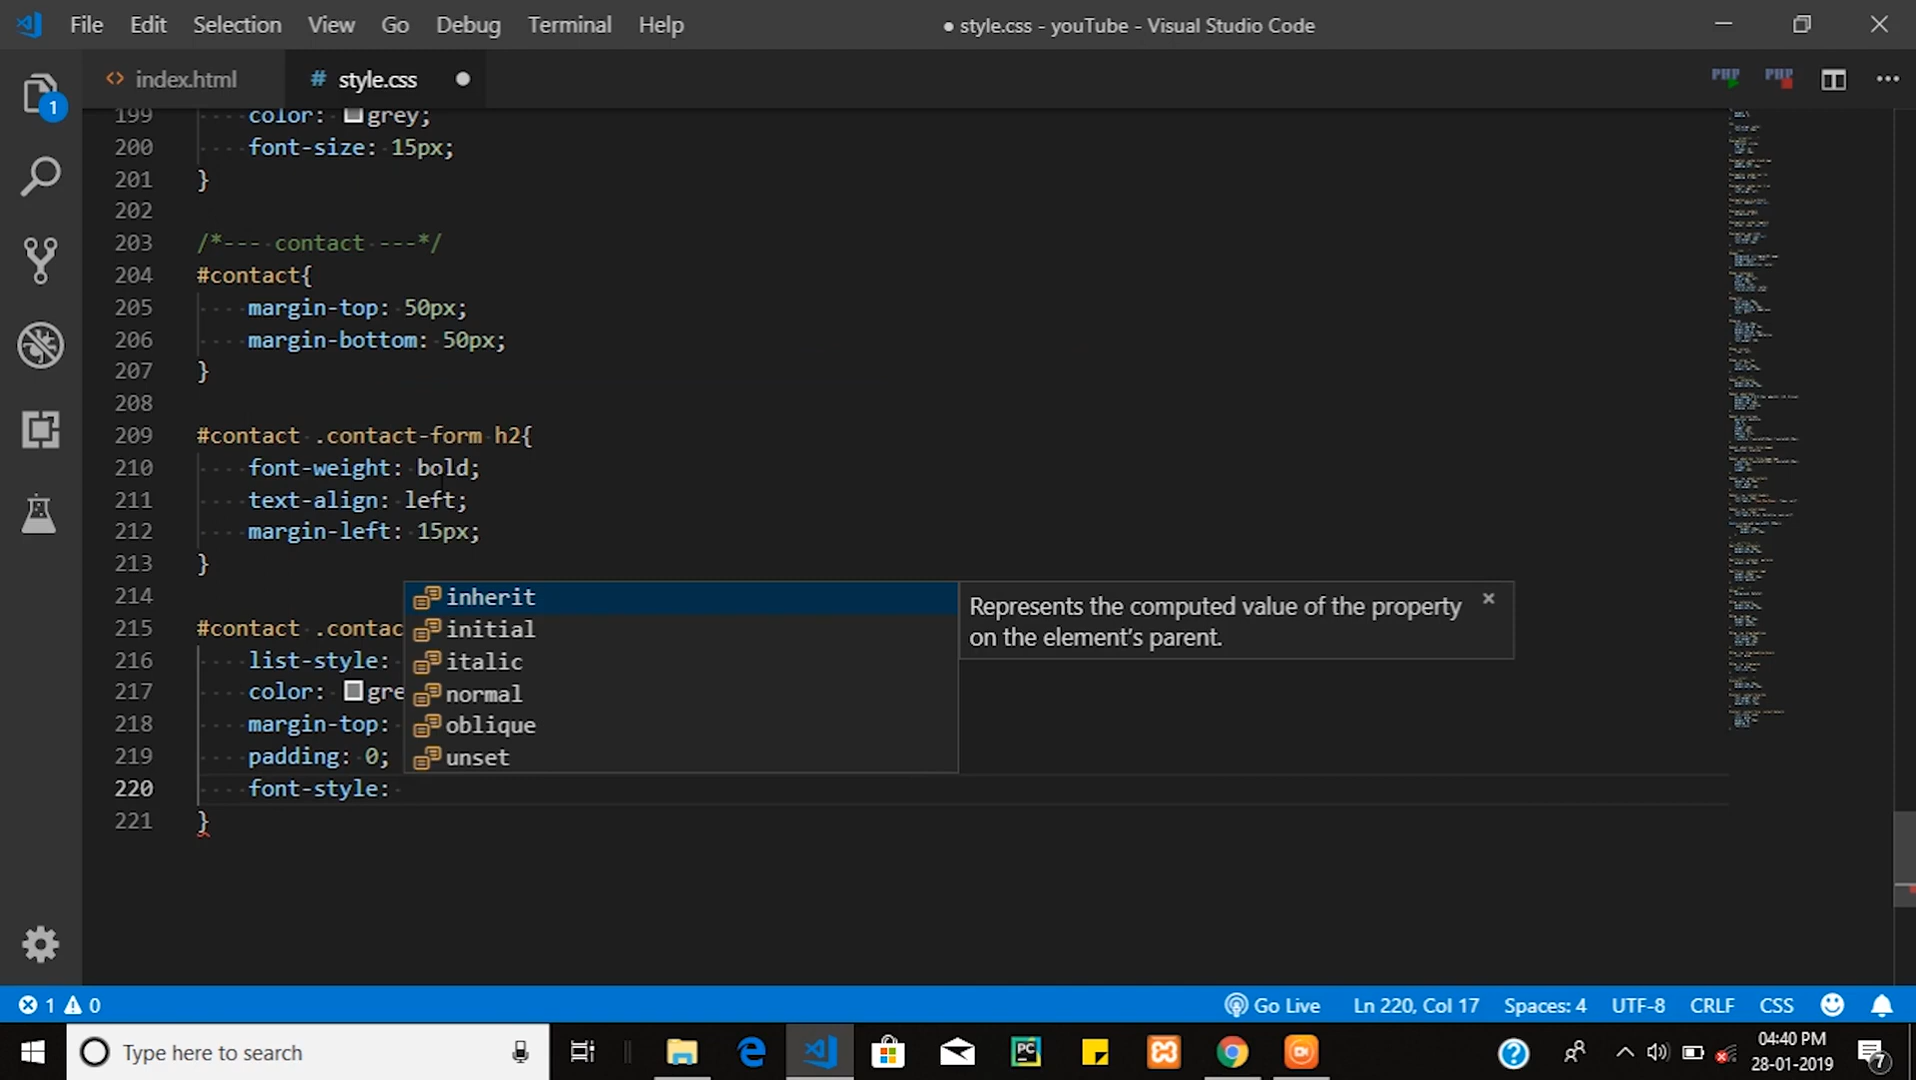 File Edit Selection View Go Debug Terminal Help
● style.css - youTube - Visual Studio Code
index.html
# style.css
PHP PHP
1
199 color: grey;
200 font-size: 15px;
201 }
202
203 /*--- contact ---*/
204 #contact{
205 margin-top: 50px;
206 margin-bottom: 50px;
207 }
208
209 #contact .contact-form h2{
210 font-weight: bold;
211 text-align: left;
212 margin-left: 15px;
213 }
214
215 #contact .contac
216 list-style:
217 color: gre
218 margin-top:
219 padding: 0;
220 font-style:
221 }
inherit
initial
italic
normal
oblique
unset
Represents the computed value of the property
on the element's parent.
1 0
Go Live Ln 220, Col 17 Spaces: 4 UTF-8 CRLF CSS
Type here to search
PC
04:40 PM
28-01-2019
7